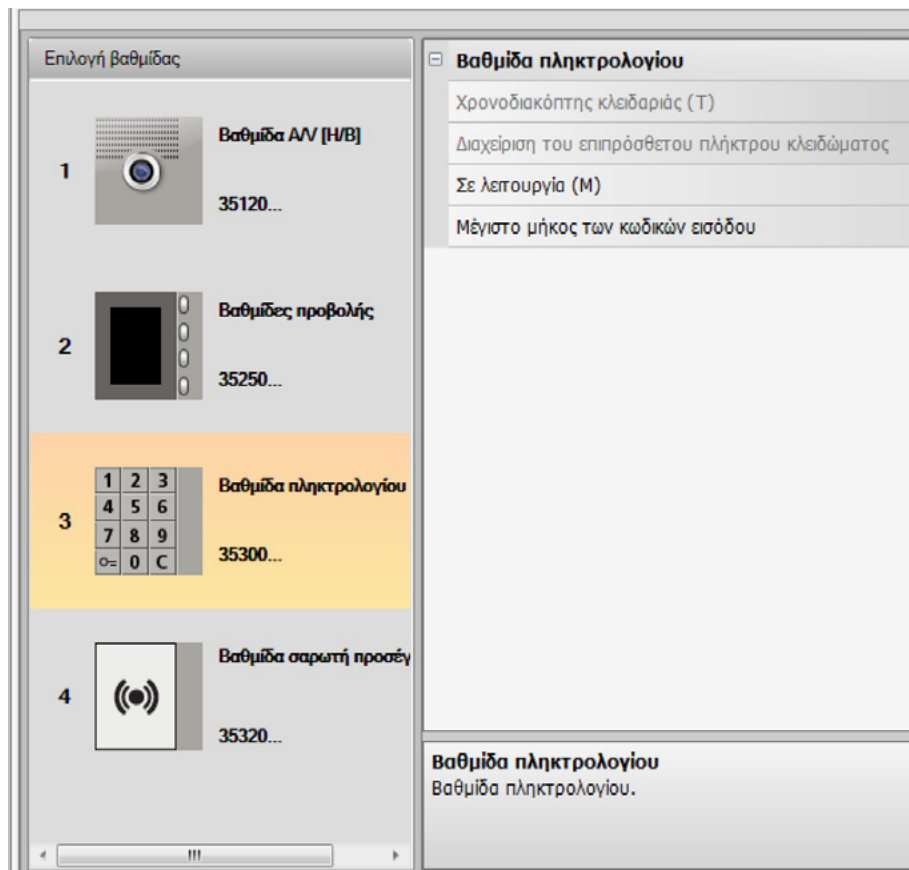 Επιλογή βαθμίδας
1
Βαθμίδα A/V [H/B]
35120...
2
Βαθμίδες προβολής
35250...
3
1 2 3
4 5 6
7 8 9
0 C
Βαθμίδα πληκτρολογίου
35300...
4
Βαθμίδα σαρωτή προσέγ
35320...
Βαθμίδα πληκτρολογίου
Χρονοδιακόπτης κλειδαριάς (T)
Διαχείριση του επιπρόσθετου πλήκτρου κλειδώματος
Σε λειτουργία (M)
Μέγιστο μήκος των κωδικών εισόδου
Βαθμίδα πληκτρολογίου
Βαθμίδα πληκτρολογίου.